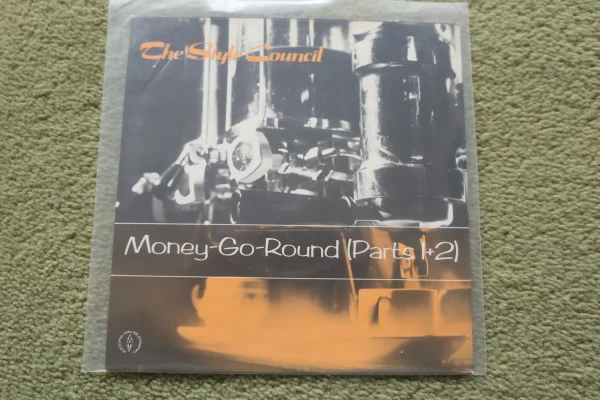 The Style Council
Money-Go-Round (Parts 1+2)